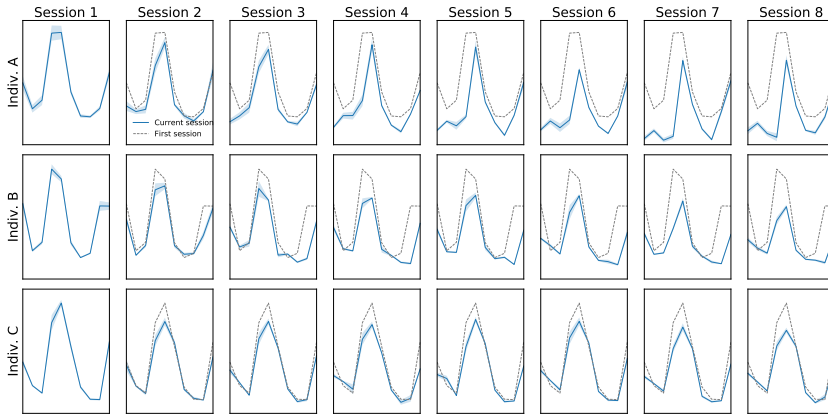 Session 1 Session 2 Session 3 Session 4 Session 5 Session 6 Session 7 Session 8
Indiv. A
Current session
First session
Indiv. B
Indiv. C